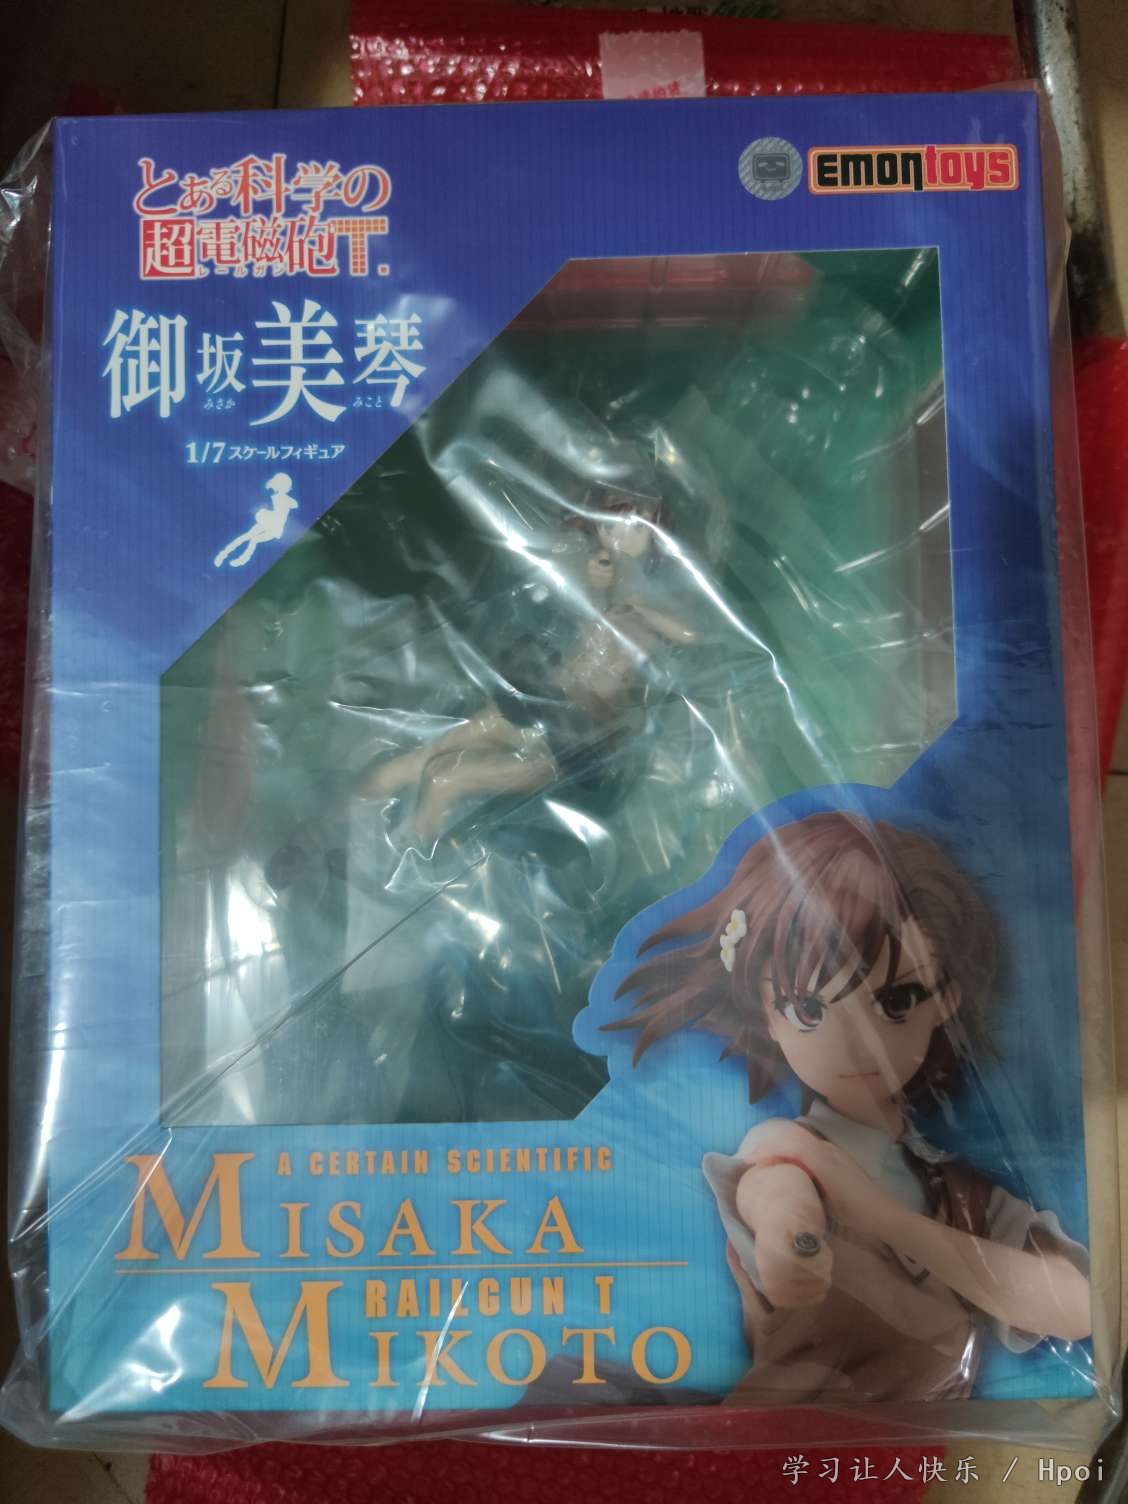 emontoys
とある科学の
超電磁砲T.
レールガン
御坂美琴
みさか みこと
1/7スケールフィギュア
A CERTAIN SCIENTIFIC
MISAKA
RAILGUN T
MIKOTO
学习让人快乐 / Hpoi